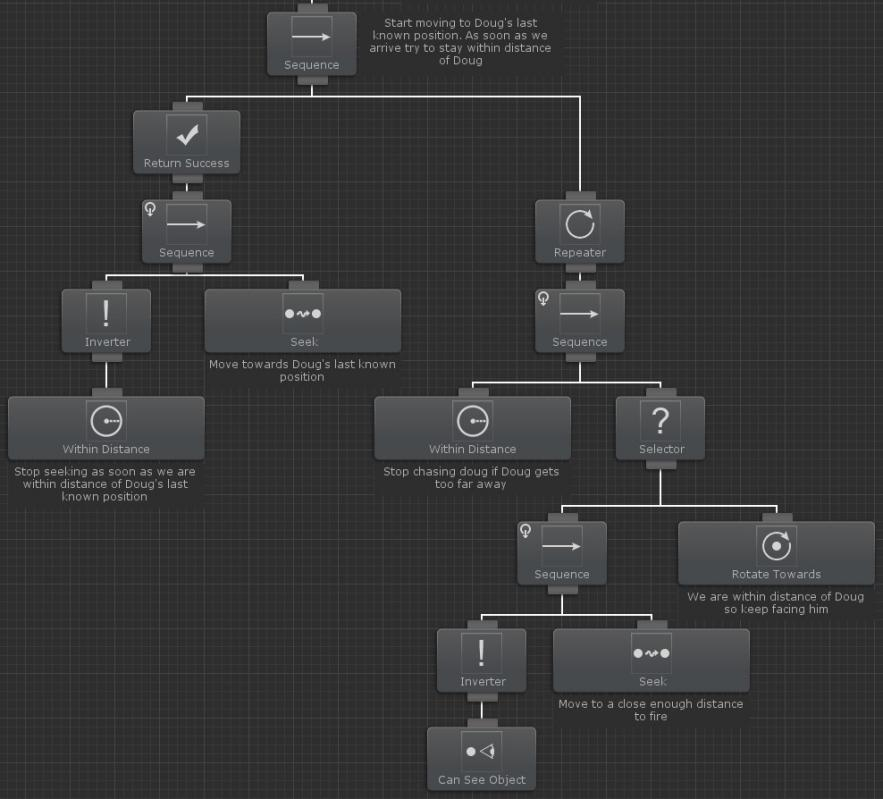 Start moving to Doug's last
known position. As soon as we
arrive try to stay within distance
of Doug
Sequence
Return Success
Sequence
Repeater
Inverter
Seek
Sequence
Move towards Doug's last known
position
Within Distance
Within Distance
Selector
Stop seeking as soon as we are
within distance of Doug's last
known position
Stop chasing doug if Doug gets
too far away
Sequence
Rotate Towards
We are within distance of Doug
so keep facing him
Inverter
Seek
Move to a close enough distance
to fire
Can See Object